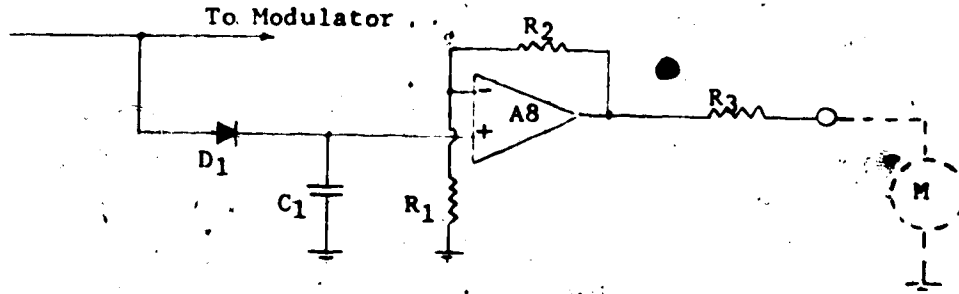 To Modulator
R2
-
A8
+
R3
D1
C1
R1
M